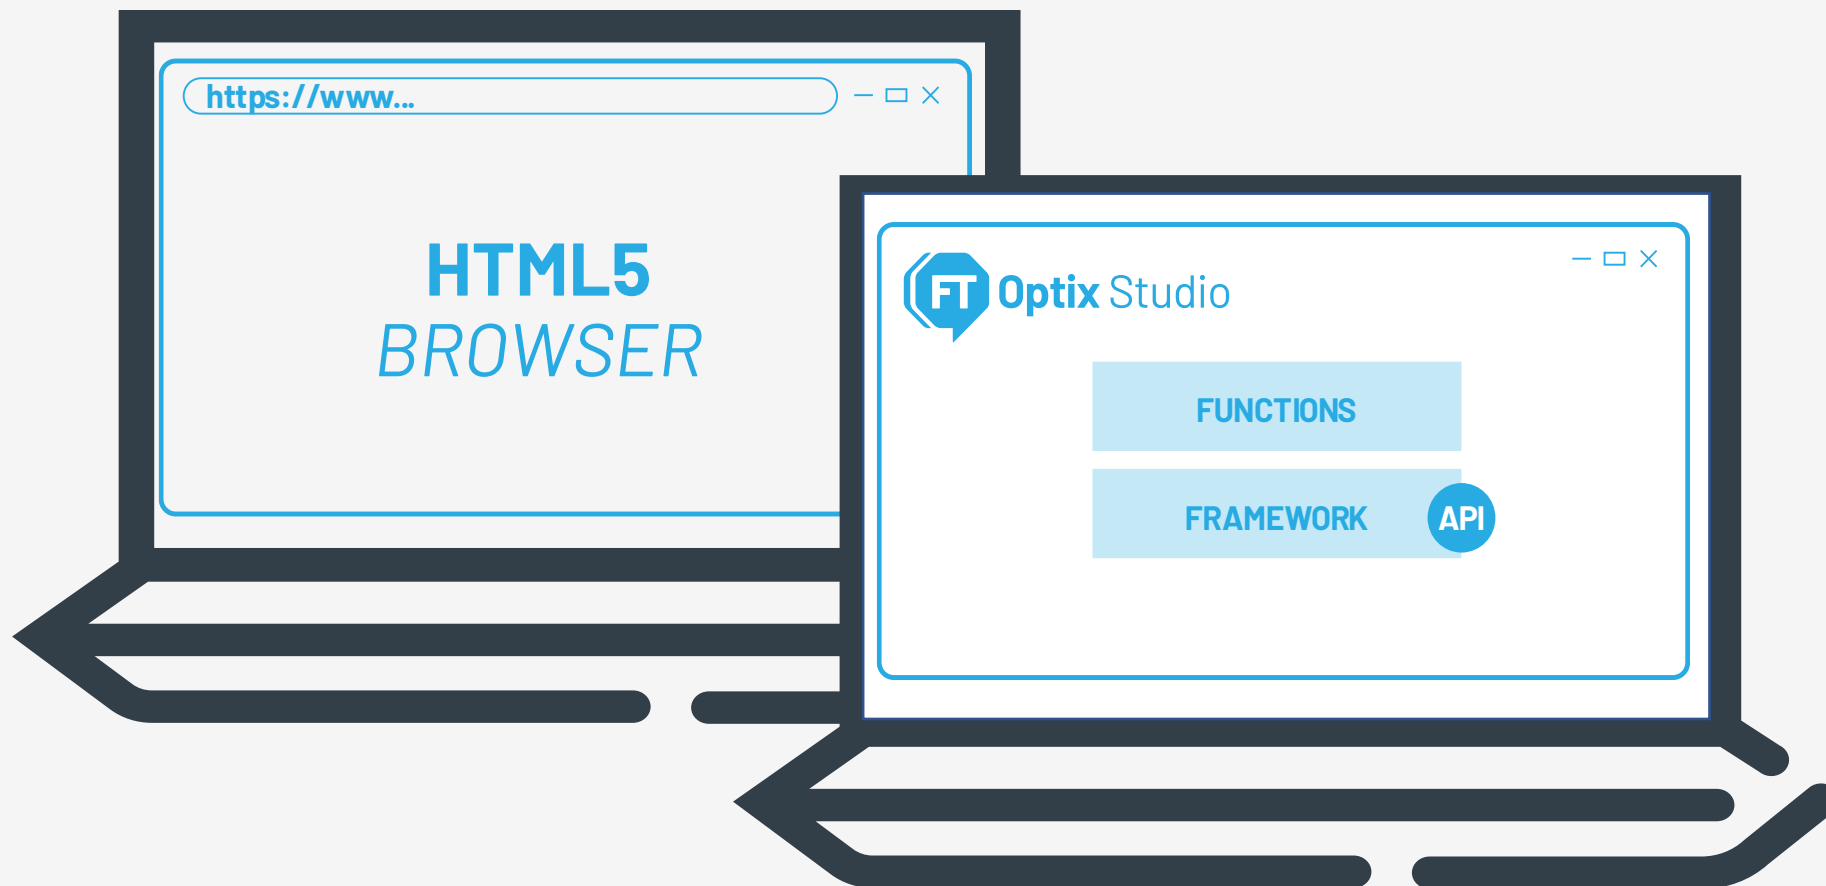 https://www...
HTML5
BROWSER
FT Optix Studio
FUNCTIONS
FRAMEWORK
API